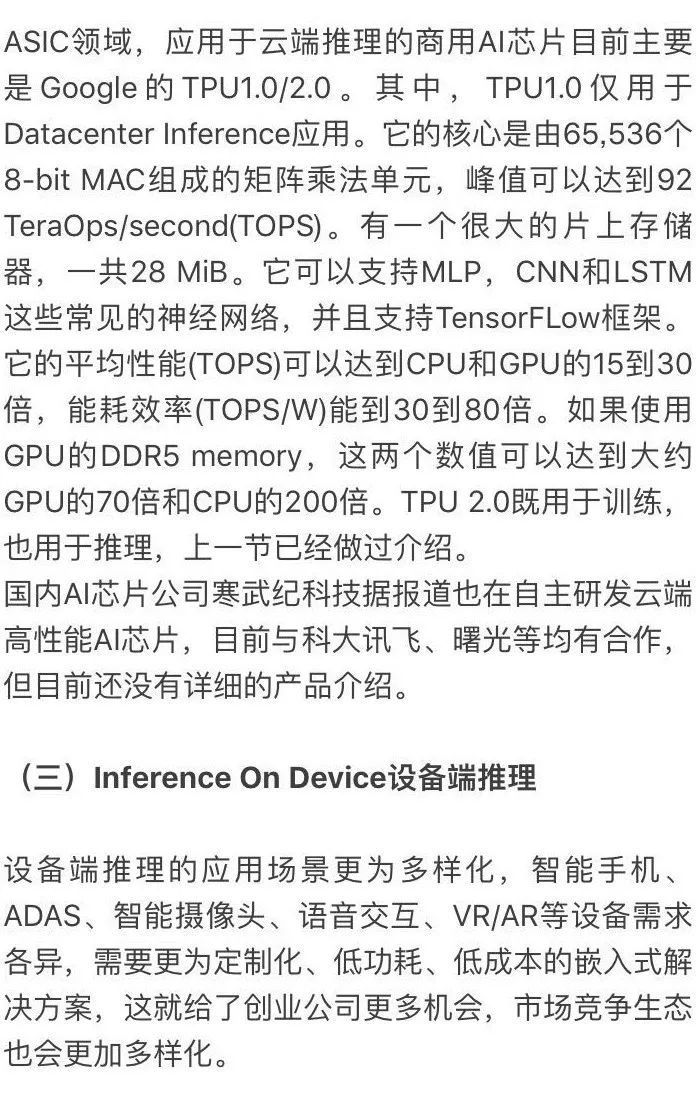 ASIC领域，应用于云端推理的商用AI芯片目前主要
是Google的TPU1.0/2.0。其中，TPU1.0仅用于
Datacenter Inference应用。它的核心是由65,536个
8-bit MAC组成的矩阵乘法单元，峰值可以达到92
TeraOps/second(TOPS)。有一个很大的片上存储
器，一共28 MiB。它可以支持MLP，CNN和LSTM
这些常见的神经网络，并且支持TensorFLow框架。
它的平均性能(TOPS)可以达到CPU和GPU的15到30
倍，能耗效率(TOPS/W)能到30到80倍。如果使用
GPU的DDR5 memory，这两个数值可以达到大约
GPU的70倍和CPU的200倍。TPU 2.0既用于训练，
也用于推理，上一节已经做过介绍。
国内AI芯片公司寒武纪科技据报道也在自主研发云端
高性能AI芯片，目前与科大讯飞、曙光等均有合作，
但目前还没有详细的产品介绍。
（三）Inference On Device设备端推理
设备端推理的应用场景更为多样化，智能手机、
ADAS、智能摄像头、语音交互、VR/AR等设备需求
各异，需要更为定制化、低功耗、低成本的嵌入式解
决方案，这就给了创业公司更多机会，市场竞争生态
也会更加多样化。